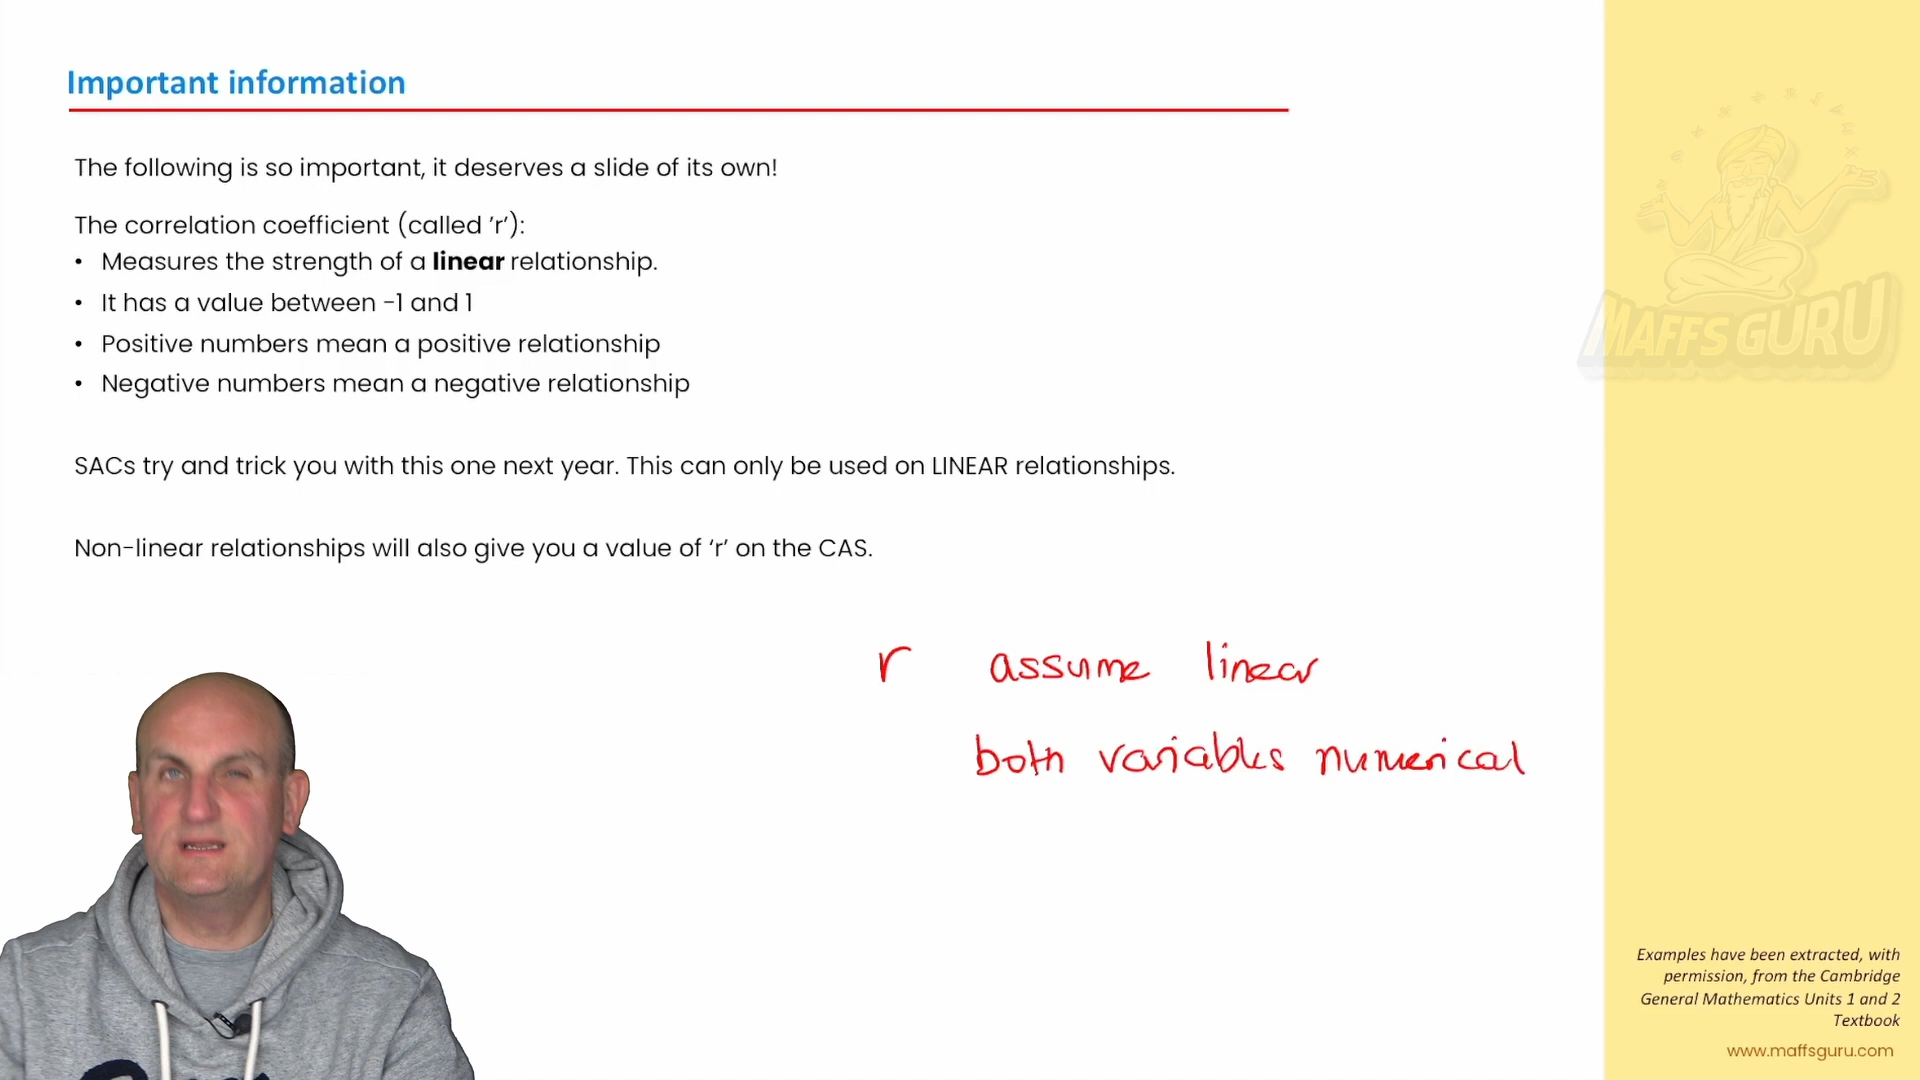 Important information
The following is so important, it deserves a slide of its own!
The correlation coefficient (called ’r’):
• Measures the strength of a linear relationship.
• It has a value between -1 and 1
• Positive numbers mean a positive relationship
• Negative numbers mean a negative relationship
SACs try and trick you with this one next year. This can only be used on LINEAR relationships.
Non-linear relationships will also give you a value of ‘r’ on the CAS.
r assume linear
both variables numerical
MAFFS GURU
Examples have been extracted, with
permission, from the Cambridge
General Mathematics Units 1 and 2
Textbook
www.maffsguru.com